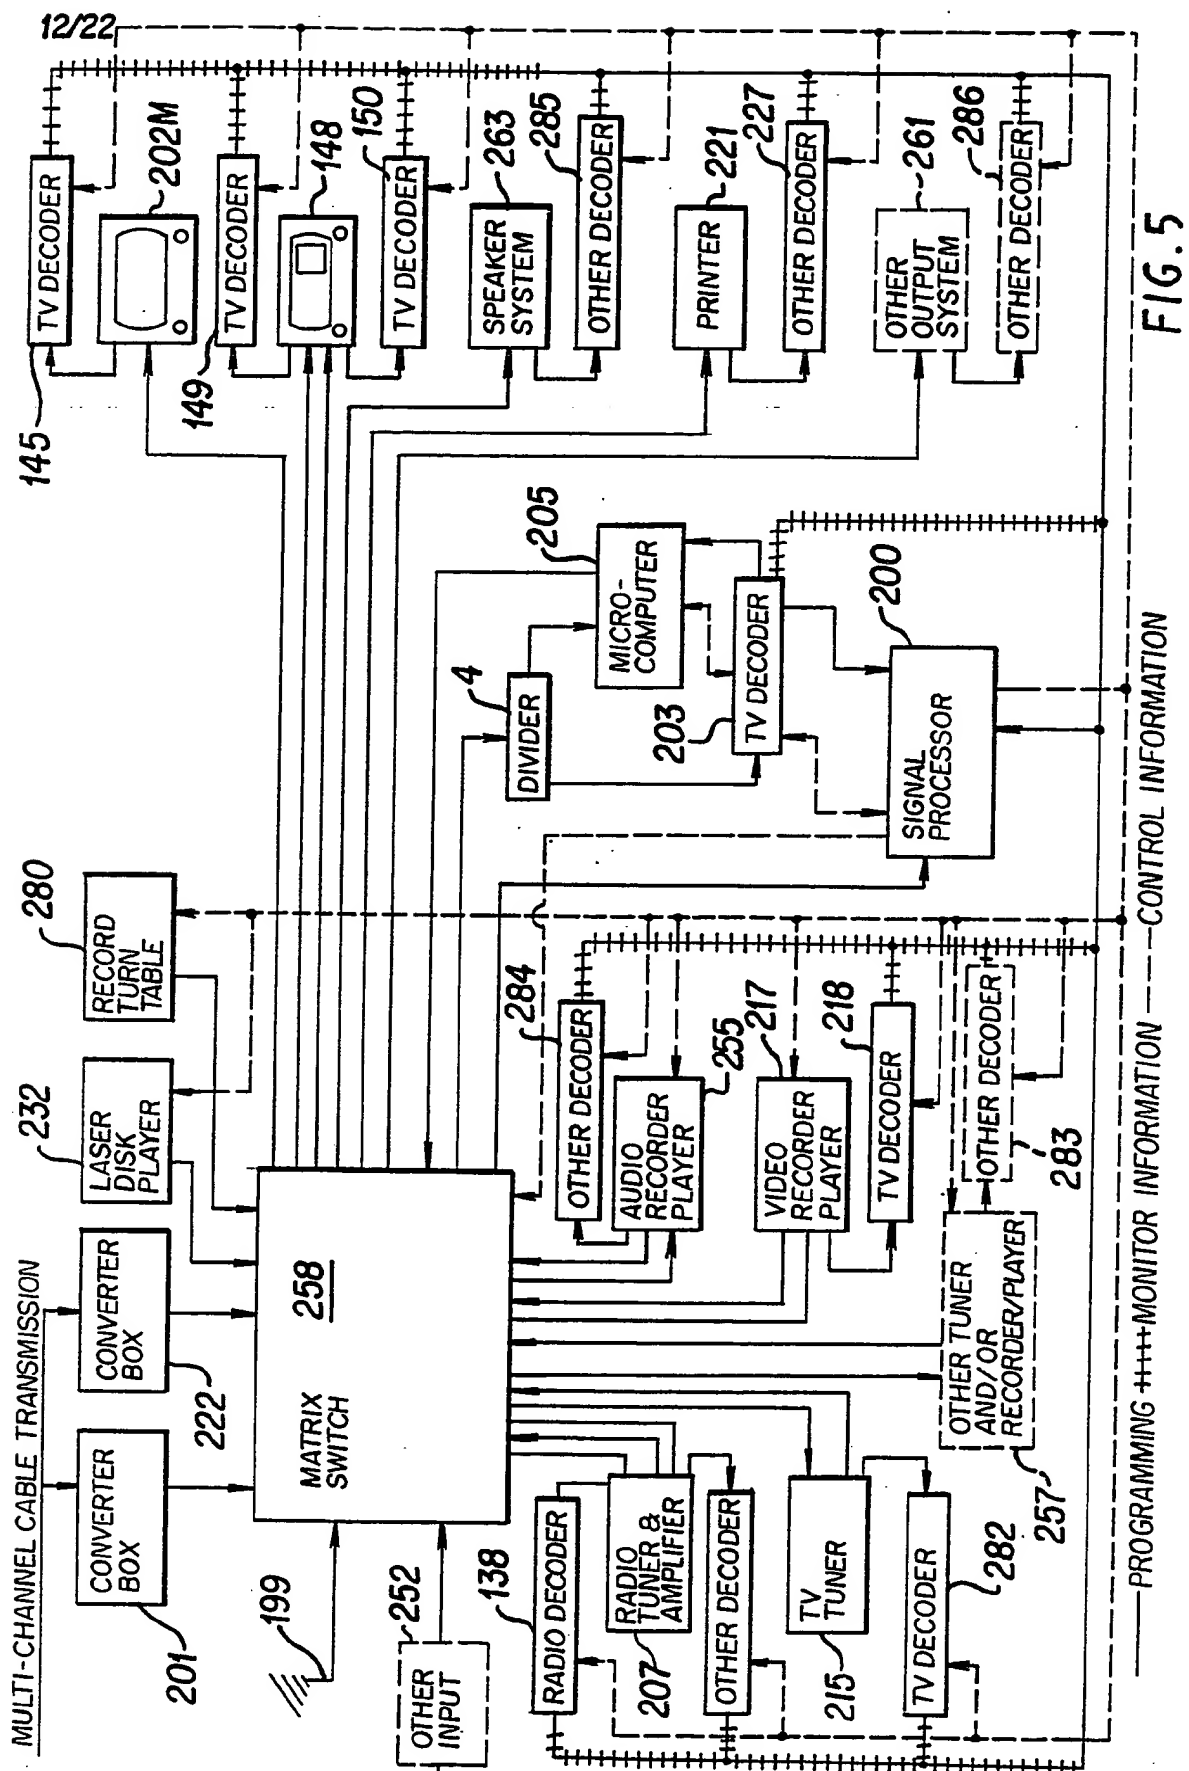 12/22
MULTI-CHANNEL CABLE TRANSMISSION
CONVERTER
BOX
201
CONVERTER
BOX
222
LASER
DISK
PLAYER
232
RECORD
TURN
TABLE
280
199
OTHER
INPUT
252
MATRIX
SWITCH
258
TV DECODER
145
202M
TV DECODER
149
148
TV DECODER
150
SPEAKER
SYSTEM
263
OTHER DECODER
285
PRINTER
221
OTHER DECODER
227
OTHER
OUTPUT
SYSTEM
261
OTHER DECODER
286
DIVIDER
4
MICRO-
COMPUTER
205
TV DECODER
203
SIGNAL
PROCESSOR
200
RADIO DECODER
138
RADIO
TUNER &
AMPLIFIER
207
OTHER DECODER
TV
TUNER
215
TV DECODER
282
OTHER DECODER
284
AUDIO
RECORDER
PLAYER
255
VIDEO
RECORDER
PLAYER
217
TV DECODER
218
OTHER TUNER
AND/OR
RECORDER/PLAYER
257
OTHER DECODER
283
PROGRAMMING MONITOR INFORMATION CONTROL INFORMATION
FIG. 5